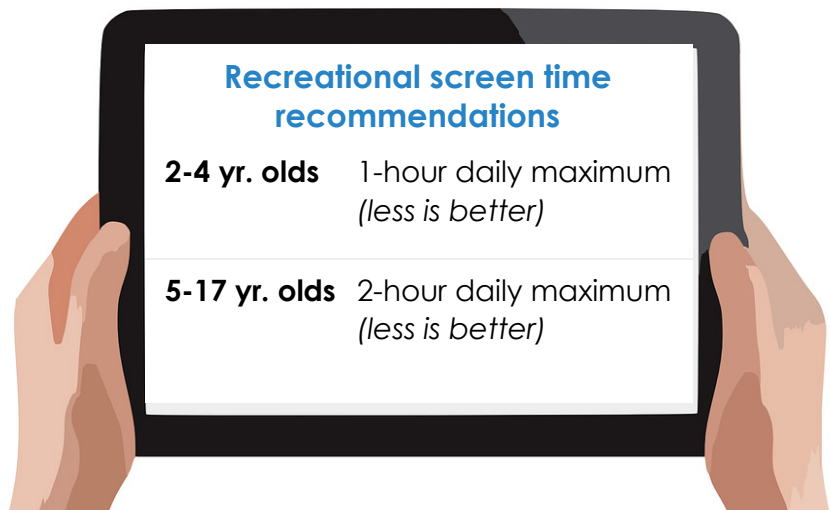 Recreational screen time
recommendations
2-4 yr. olds 1-hour daily maximum
(less is better)
5-17 yr. olds 2-hour daily maximum
(less is better)